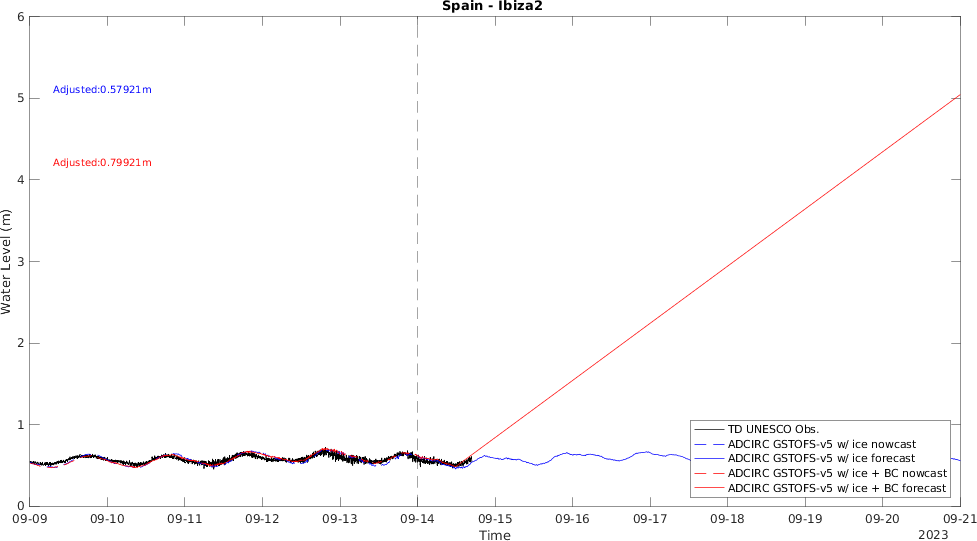 Spain - Ibiza2
6
5
4
3
2
1
0
Water Level (m)
Adjusted:0.57921m
Adjusted:0.79921m
TD UNESCO Obs.
ADCIRC GSTOFS-v5 w/ ice nowcast
ADCIRC GSTOFS-v5 w/ ice forecast
ADCIRC GSTOFS-v5 w/ ice + BC nowcast
ADCIRC GSTOFS-v5 w/ ice + BC forecast
09-09 09-10 09-11 09-12 09-13 09-14 09-15 09-16 09-17 09-18 09-19 09-20 09-21
Time
2023